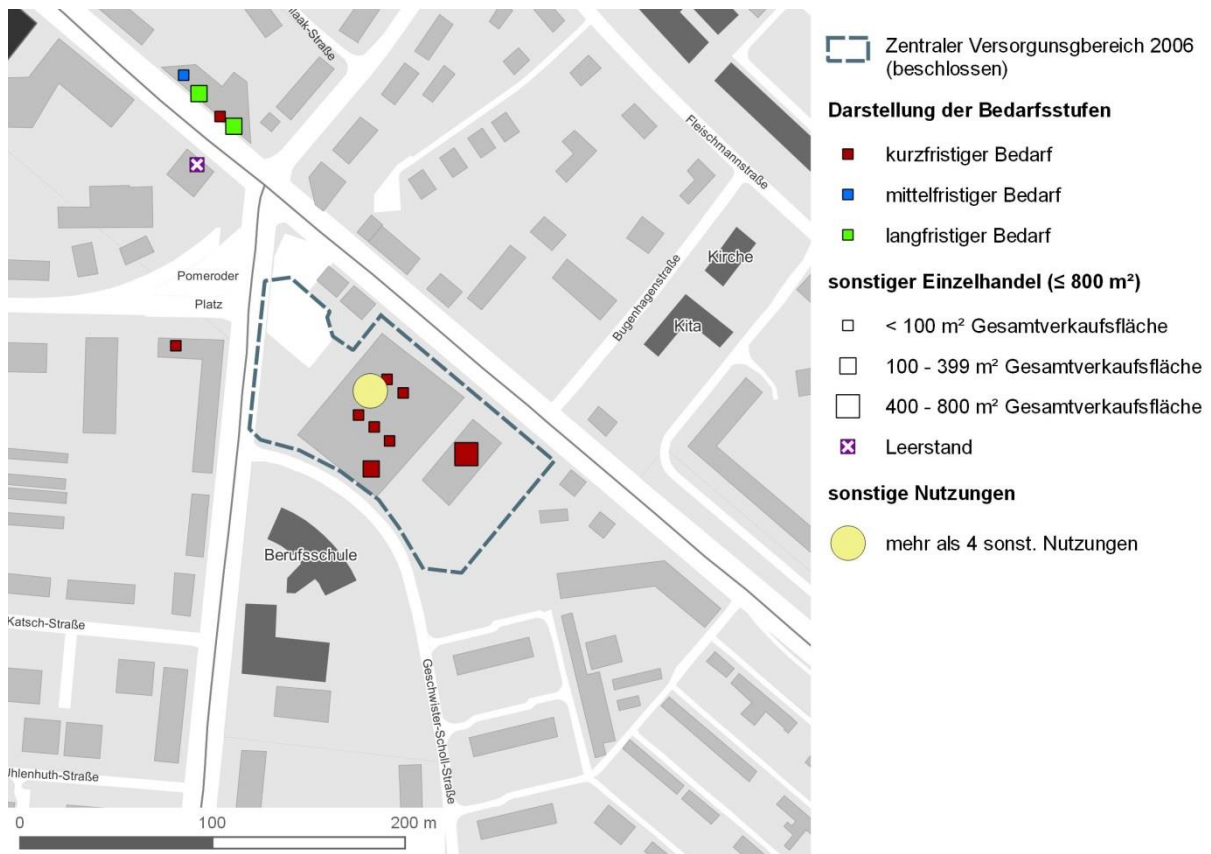 Zentraler Versorgunsgbereich 2006
(beschlossen)
Darstellung der Bedarfsstufen
kurzfristiger Bedarf
mittelfristiger Bedarf
langfristiger Bedarf
sonstiger Einzelhandel (≤ 800 m²)
< 100 m² Gesamtverkaufsfläche
100 - 399 m² Gesamtverkaufsfläche
400 - 800 m² Gesamtverkaufsfläche
Leerstand
sonstige Nutzungen
mehr als 4 sonst. Nutzungen
Fleischmannstraße
Kirche
Bugenhagenstraße
Kita
Pomeroder
Platz
Berufsschule
Katsch-Straße
Geschwister-Scholl-Straße
0 100 200 m